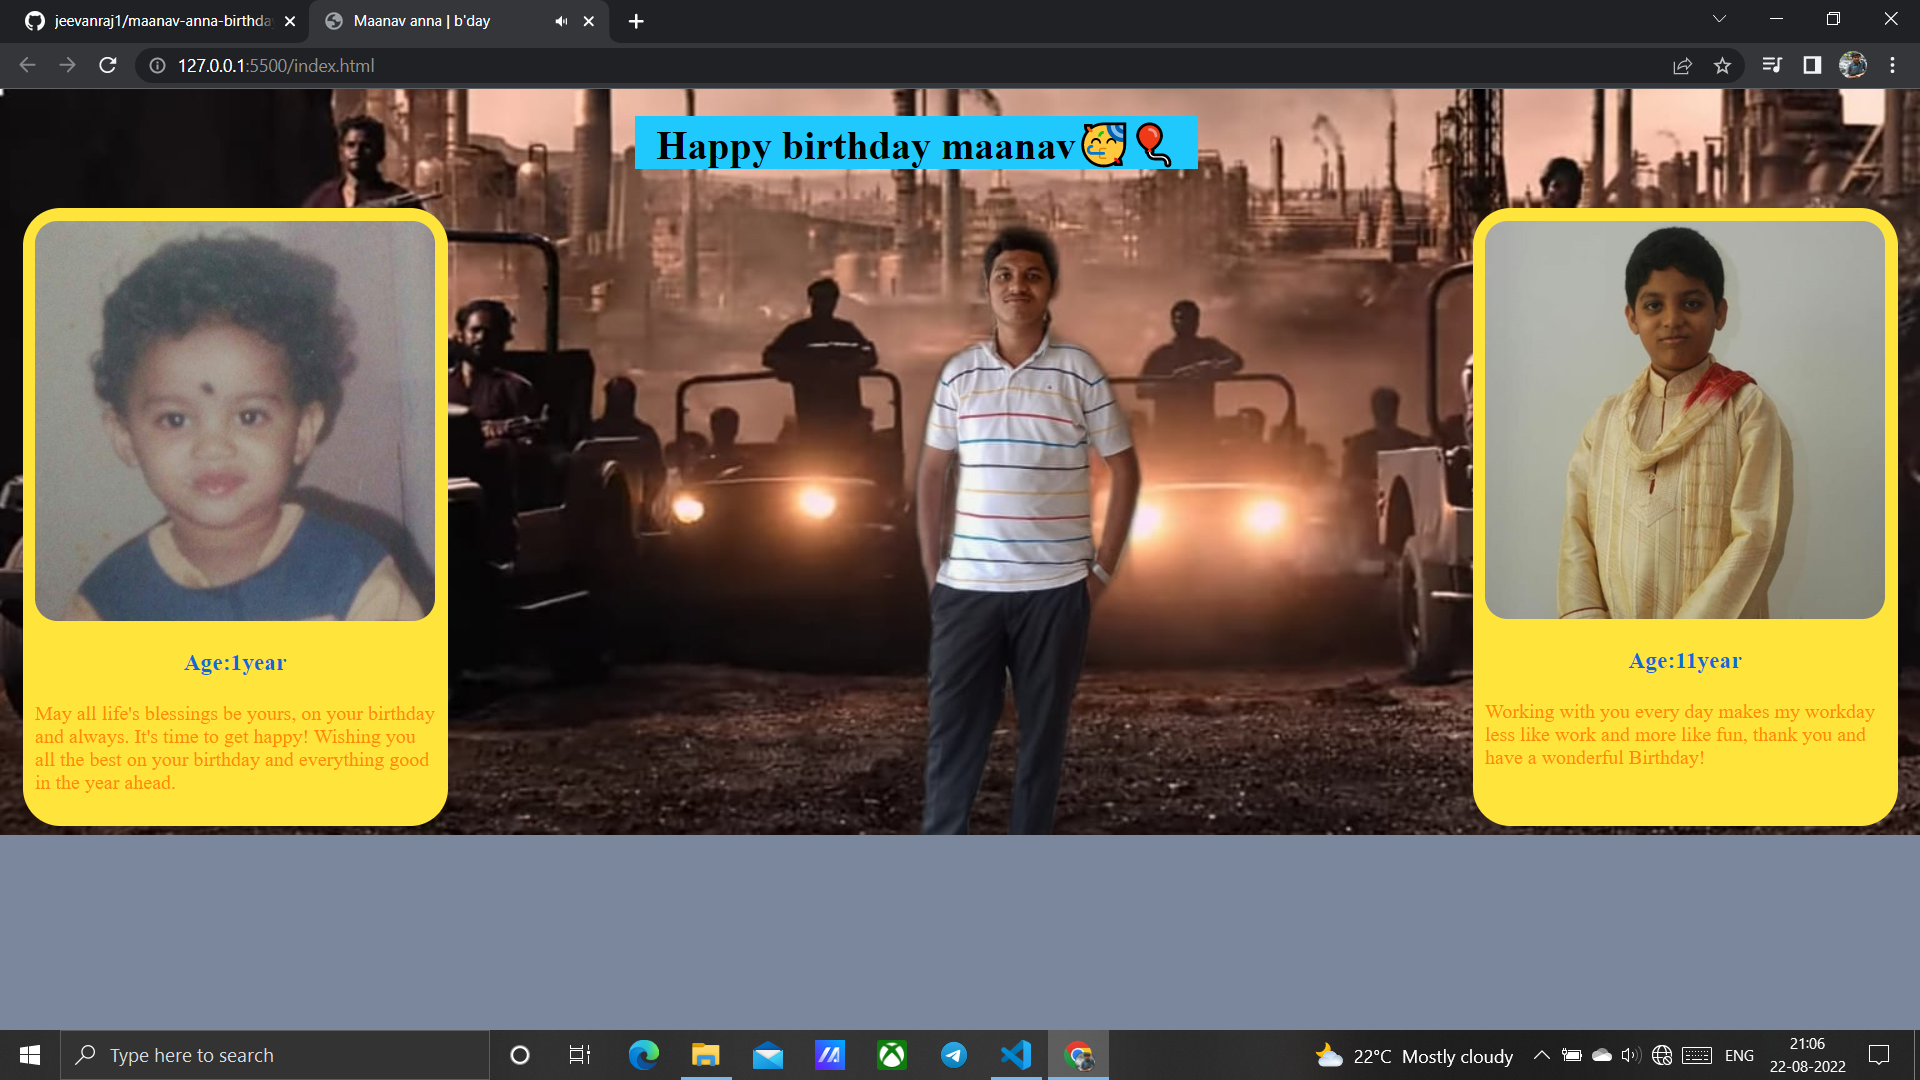 jeevanraj1/maanav-anna-birthda
Maanav anna | b'day
127.0.0.1:5500/index.html
Happy birthday maanav🥳🎈
Age:1year
May all life's blessings be yours, on your birthday
and always. It's time to get happy! Wishing you
all the best on your birthday and everything good
in the year ahead.
Age:11year
Working with you every day makes my workday
less like work and more like fun, thank you and
have a wonderful Birthday!
Type here to search
22°C Mostly cloudy
ENG
21:06
22-08-2022